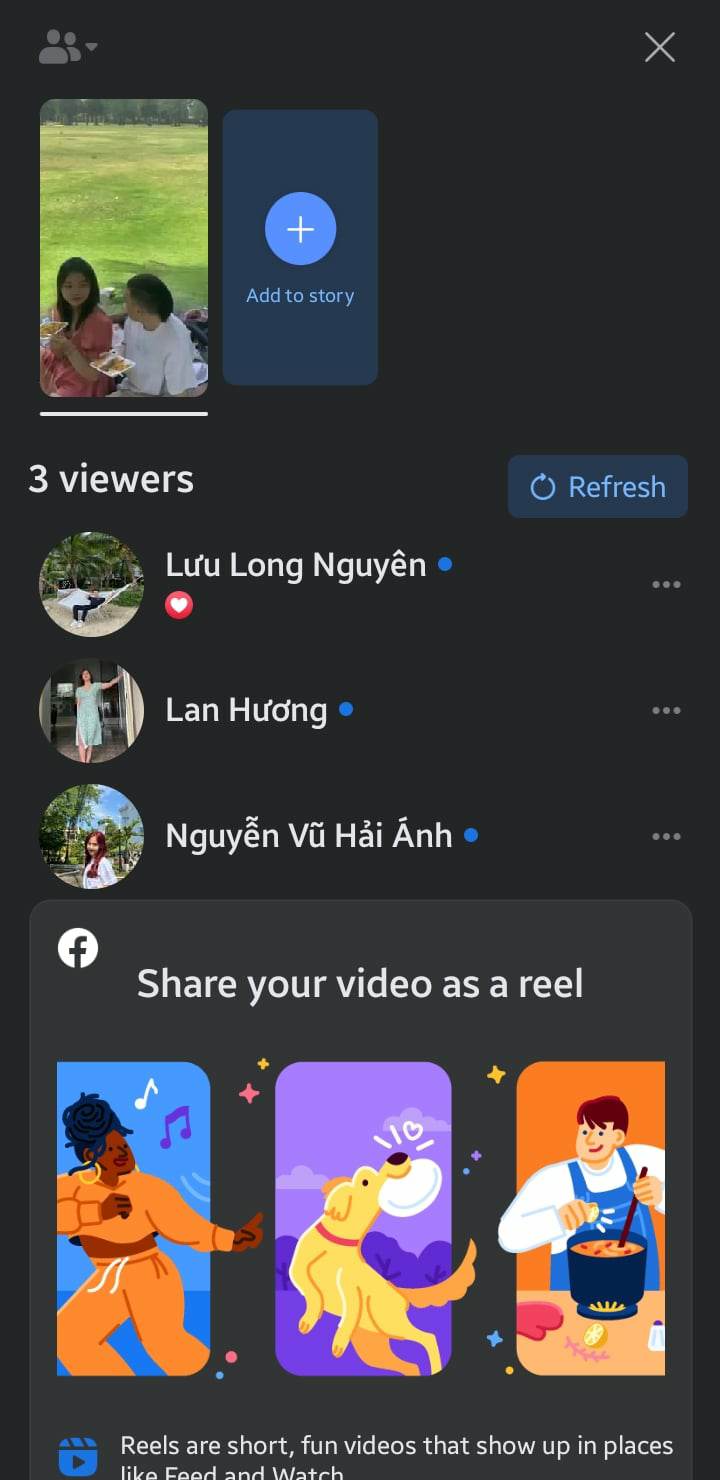 Add to story
3 viewers
Refresh
Lưu Long Nguyên
Lan Hương
Nguyễn Vũ Hải Ánh
Share your video as a reel
Reels are short, fun videos that show up in places
like Feed and Watch